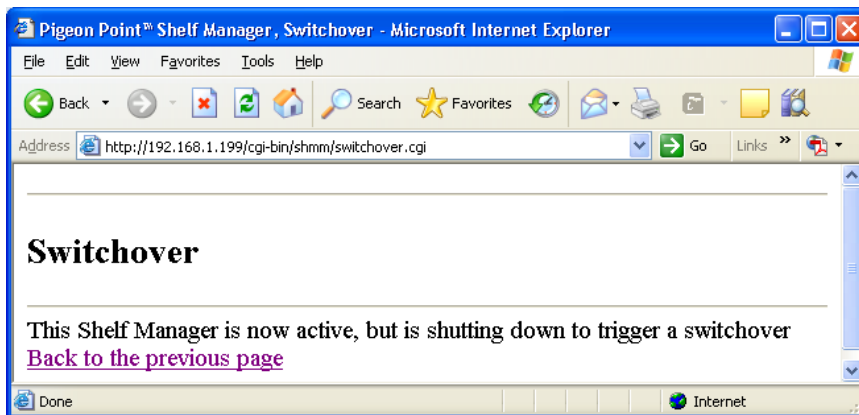 Pigeon Point™ Shelf Manager, Switchover - Microsoft Internet Explorer
File Edit View Favorites Tools Help
Back Search Favorites
Address http://192.168.1.199/cgi-bin/shmm/switchover.cgi Go Links »
Switchover
This Shelf Manager is now active, but is shutting down to trigger a switchover
Back to the previous page
Done Internet